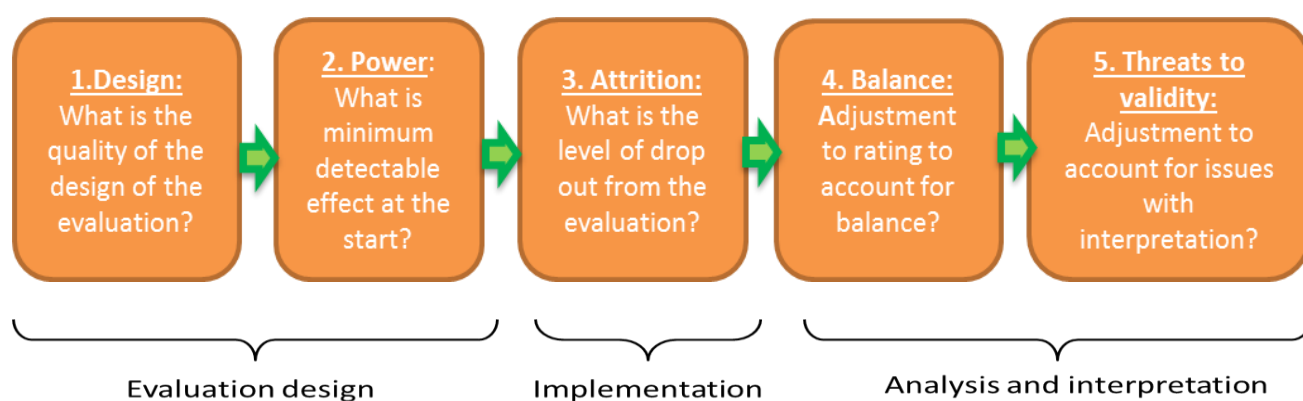 1.Design:
What is the
quality of the
design of the
evaluation?
2. Power:
What is
minimum
detectable
effect at the
start?
3. Attrition:
What is the
level of drop
out from the
evaluation?
4. Balance:
Adjustment
to rating to
account for
balance?
5. Threats to
validity:
Adjustment to
account for issues
with
interpretation?
Evaluation design
Implementation
Analysis and interpretation